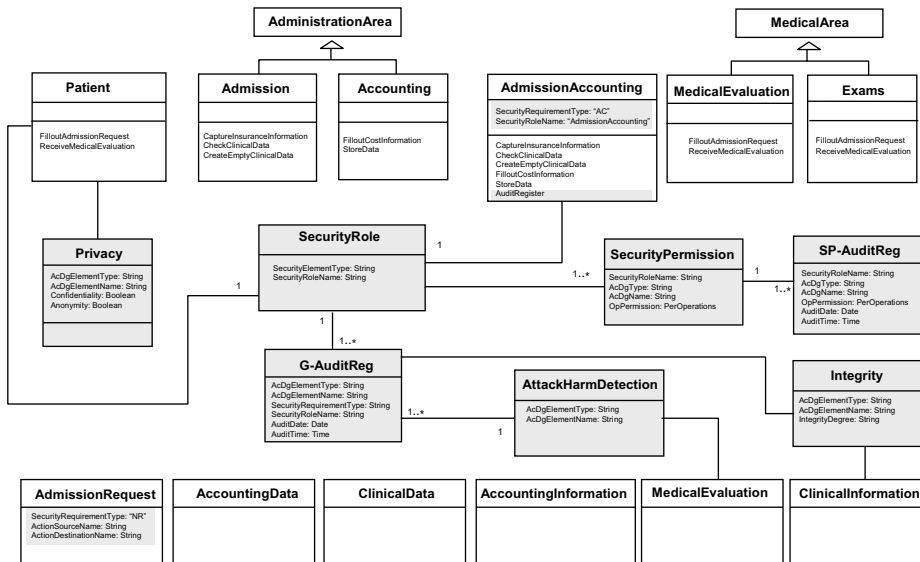 AdministrationArea
MedicalArea
Patient
FilloutAdmissionRequest
ReceiveMedicalEvaluation
Admission
CaptureInsuranceInformation
CheckClinicalData
CreateEmptyClinicalData
Accounting
FilloutCostInformation
StoreData
AdmissionAccounting
SecurityRequirementType: “AC”
SecurityRoleName: “AdmissionAccounting”
CaptureInsuranceInformation
CheckClinicalData
CreateEmptyClinicalData
FilloutCostInformation
StoreData
AuditRegister
MedicalEvaluation
FilloutAdmissionRequest
ReceiveMedicalEvaluation
Exams
FilloutAdmissionRequest
ReceiveMedicalEvaluation
Privacy
AcDgElementType: String
AcDgElementName: String
Confidentiality: Boolean
Anonymity: Boolean
1
SecurityRole
SecurityElementType: String
SecurityRoleName: String
1
1..*
SecurityPermission
SecurityRoleName: String
AcDgType: String
AcDgName: String
OpPermission: PerOperations
1
1..*
SP-AuditReg
SecurityRoleName: String
AcDgType: String
AcDgName: String
OpPermission: PerOperations
AuditDate: Date
AuditTime: Time
1
1..*
G-AuditReg
AcDgElementType: String
AcDgElementName: String
SecurityRequirementType: String
SecurityRoleName: String
AuditDate: Date
AuditTime: Time
1..*
1
AttackHarmDetection
AcDgElementType: String
AcDgElementName: String
Integrity
AcDgElementType: String
AcDgElementName: String
IntegrityDegree: String
AdmissionRequest
SecurityRequirementType: “NR”
ActionSourceName: String
ActionDestinationName: String
AccountingData
ClinicalData
AccountingInformation
MedicalEvaluation
ClinicalInformation